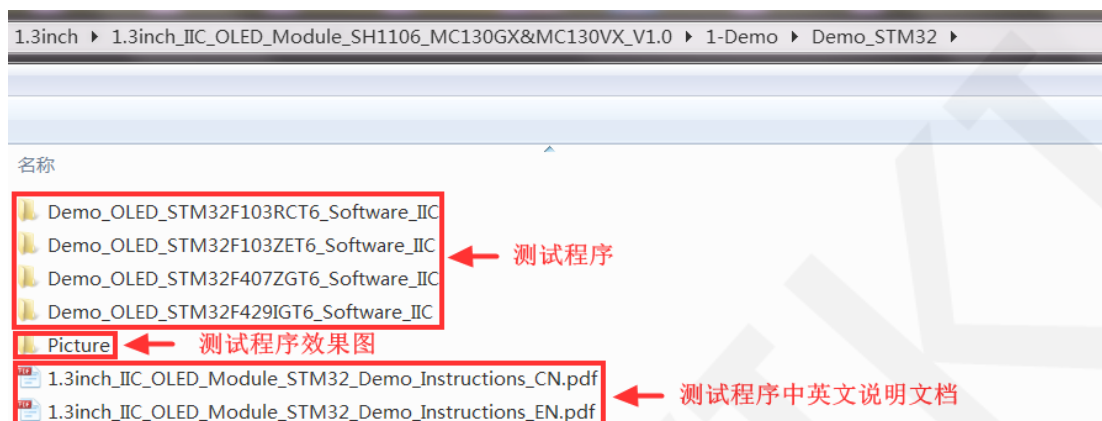 1.3inch ▸ 1.3inch_IIC_OLED_Module_SH1106_MC130GX&MC130VX_V1.0 ▸ 1-Demo ▸ Demo_STM32 ▸
名称
Demo_OLED_STM32F103RCT6_Software_IIC
Demo_OLED_STM32F103ZET6_Software_IIC
测试程序
Demo_OLED_STM32F407ZGT6_Software_IIC
Demo_OLED_STM32F429IGT6_Software_IIC
Picture
测试程序效果图
1.3inch_IIC_OLED_Module_STM32_Demo_Instructions_CN.pdf
测试程序中英文说明文档
1.3inch_IIC_OLED_Module_STM32_Demo_Instructions_EN.pdf